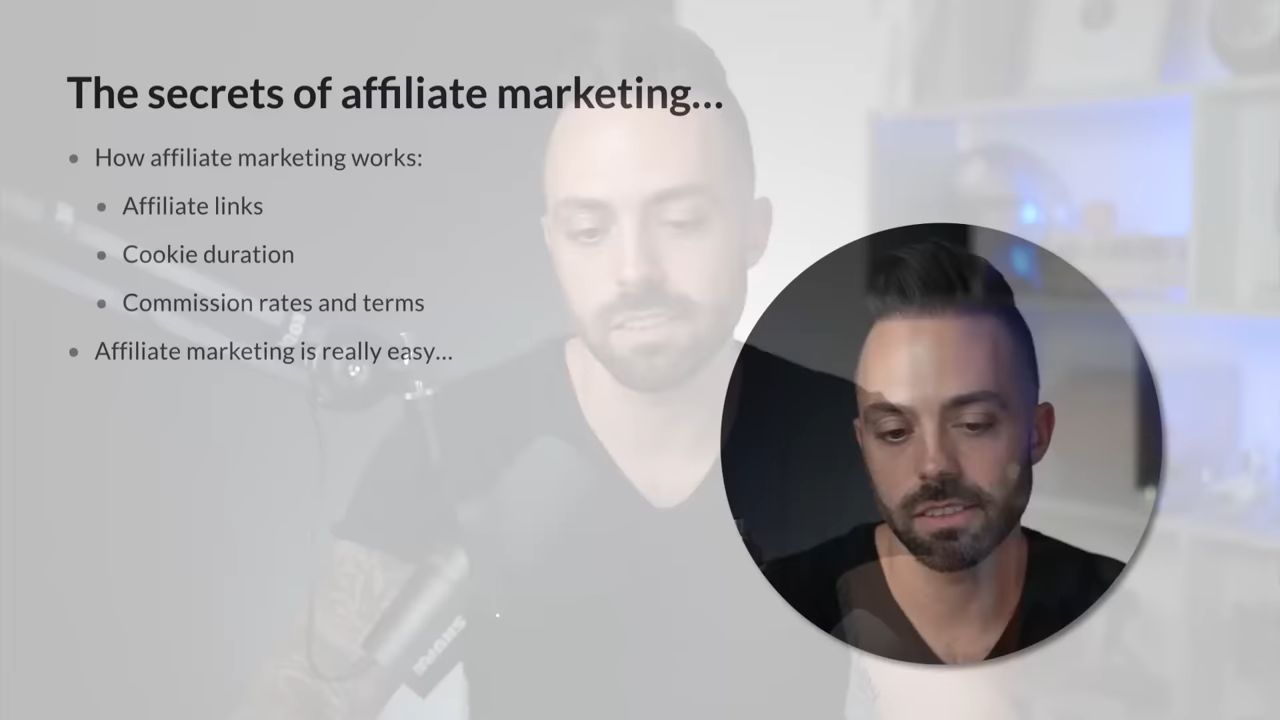 The secrets of affiliate marketing...
How affiliate marketing works:
Affiliate links
Cookie duration
Commission rates and terms
Affiliate marketing is really easy...
SHURE